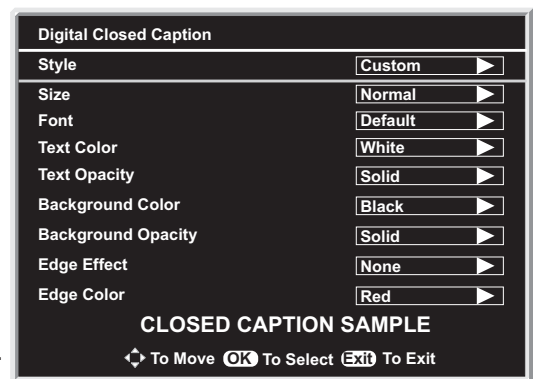 Digital Closed Caption
Style Custom
Size Normal
Font Default
Text Color White
Text Opacity Solid
Background Color Black
Background Opacity Solid
Edge Effect None
Edge Color Red
CLOSED CAPTION SAMPLE
To Move OK To Select Exit To Exit